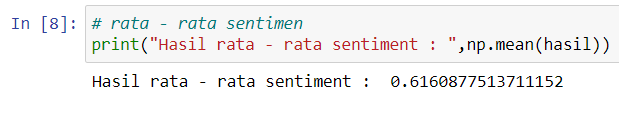 In [8]: # rata - rata sentimen
print("Hasil rata - rata sentiment : ",np.mean(hasil))
Hasil rata - rata sentiment :  0.6160877513711152